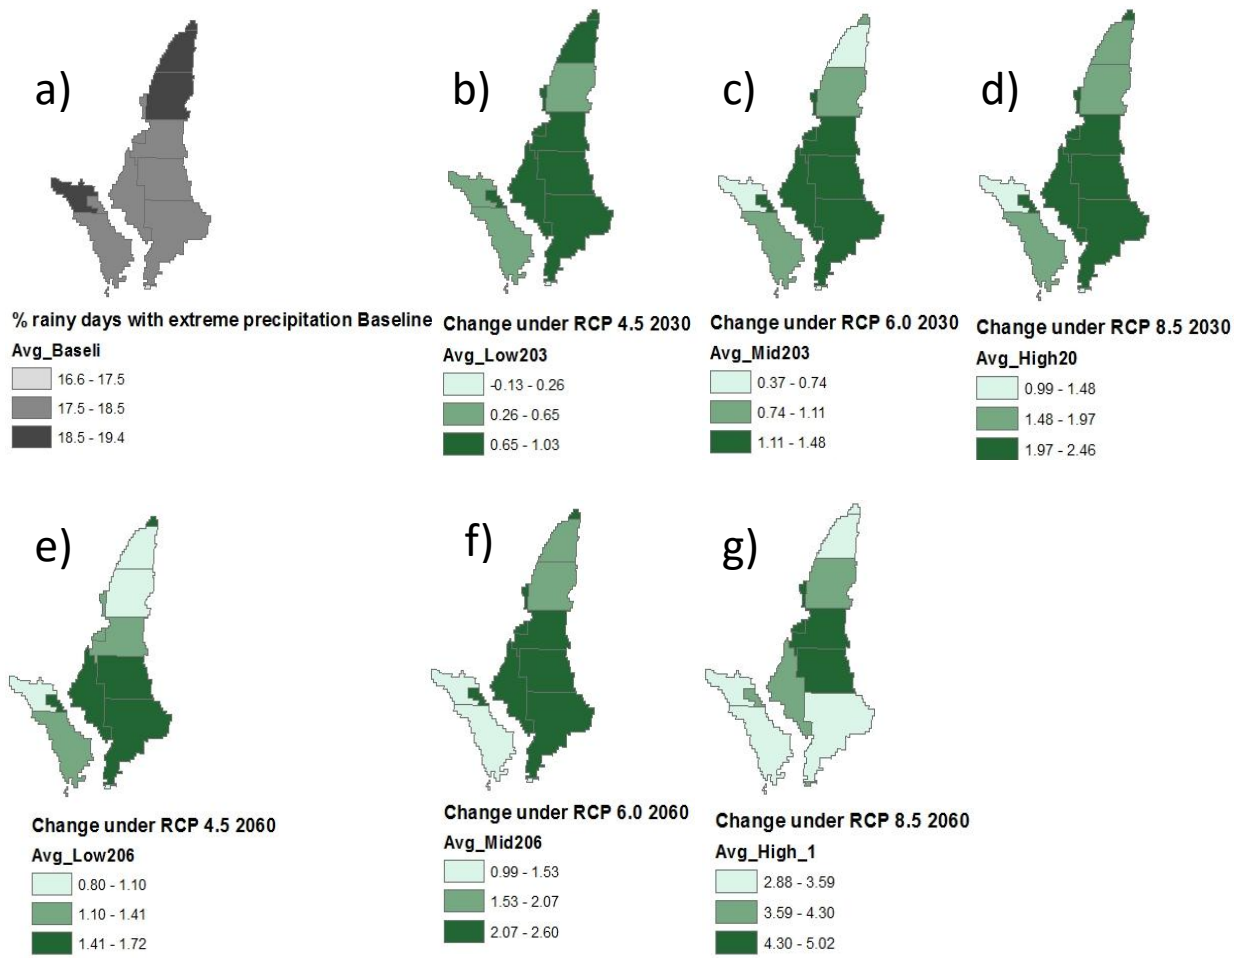 a)
b)
c)
d)
% rainy days with extreme precipitation Baseline
Avg_Baseli
16.6 - 17.5
17.5 - 18.5
18.5 - 19.4
Change under RCP 4.5 2030
Avg_Low203
-0.13 - 0.26
0.26 - 0.65
0.65 - 1.03
Change under RCP 6.0 2030
Avg_Mid203
0.37 - 0.74
0.74 - 1.11
1.11 - 1.48
Change under RCP 8.5 2030
Avg_High20
0.99 - 1.48
1.48 - 1.97
1.97 - 2.46
e)
f)
g)
Change under RCP 4.5 2060
Avg_Low206
0.80 - 1.10
1.10 - 1.41
1.41 - 1.72
Change under RCP 6.0 2060
Avg_Mid206
0.99 - 1.53
1.53 - 2.07
2.07 - 2.60
Change under RCP 8.5 2060
Avg_High_1
2.88 - 3.59
3.59 - 4.30
4.30 - 5.02